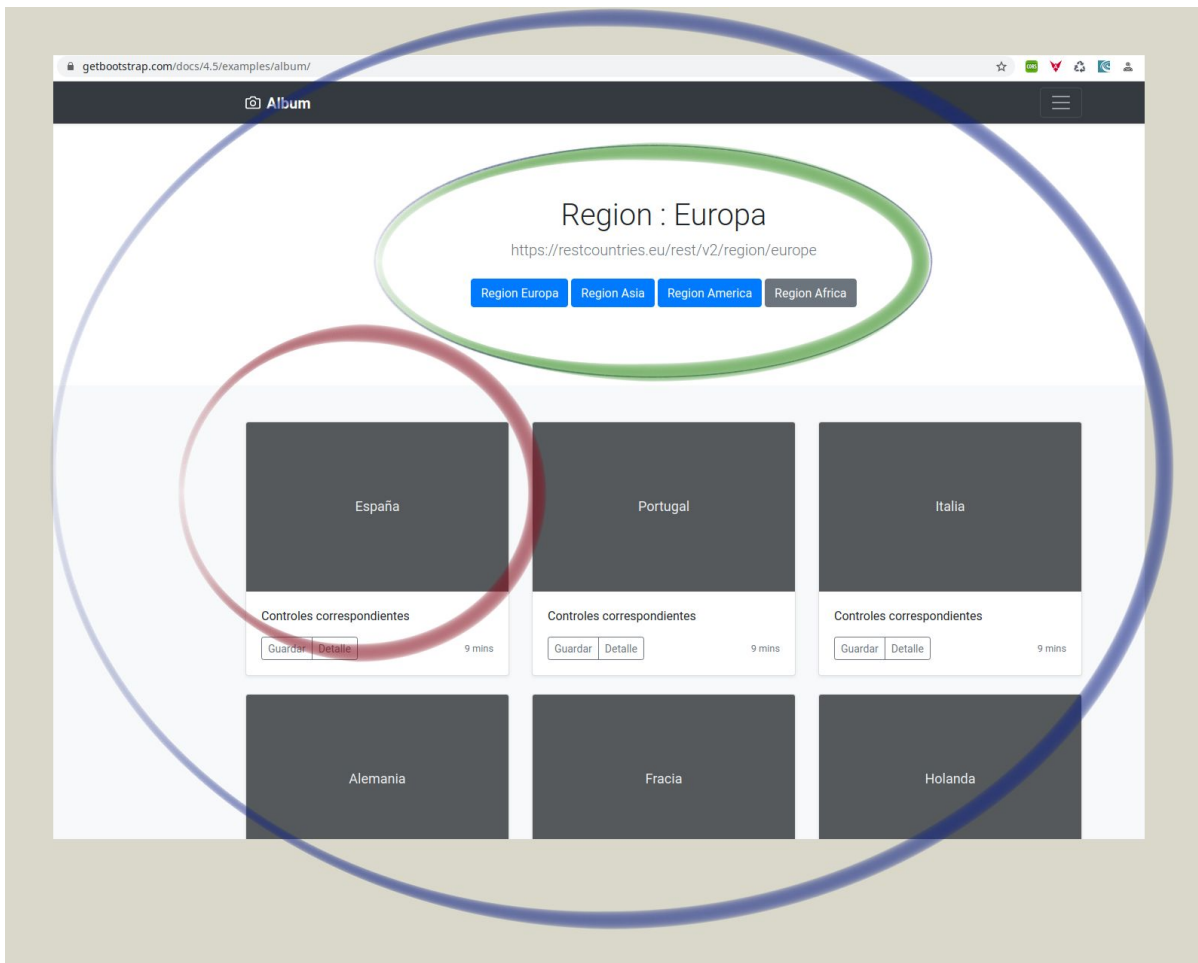 getbootstrap.com/docs/4.5/examples/album/
CORS
Album
Region : Europa
https://restcountries.eu/rest/v2/region/europe
Region Europa Region Asia Region America Region Africa
España Portugal Italia
Controles correspondientes Controles correspondientes Controles correspondientes
Guardar Detalle 9 mins Guardar Detalle 9 mins Guardar Detalle 9 mins
Alemania Fracia Holanda